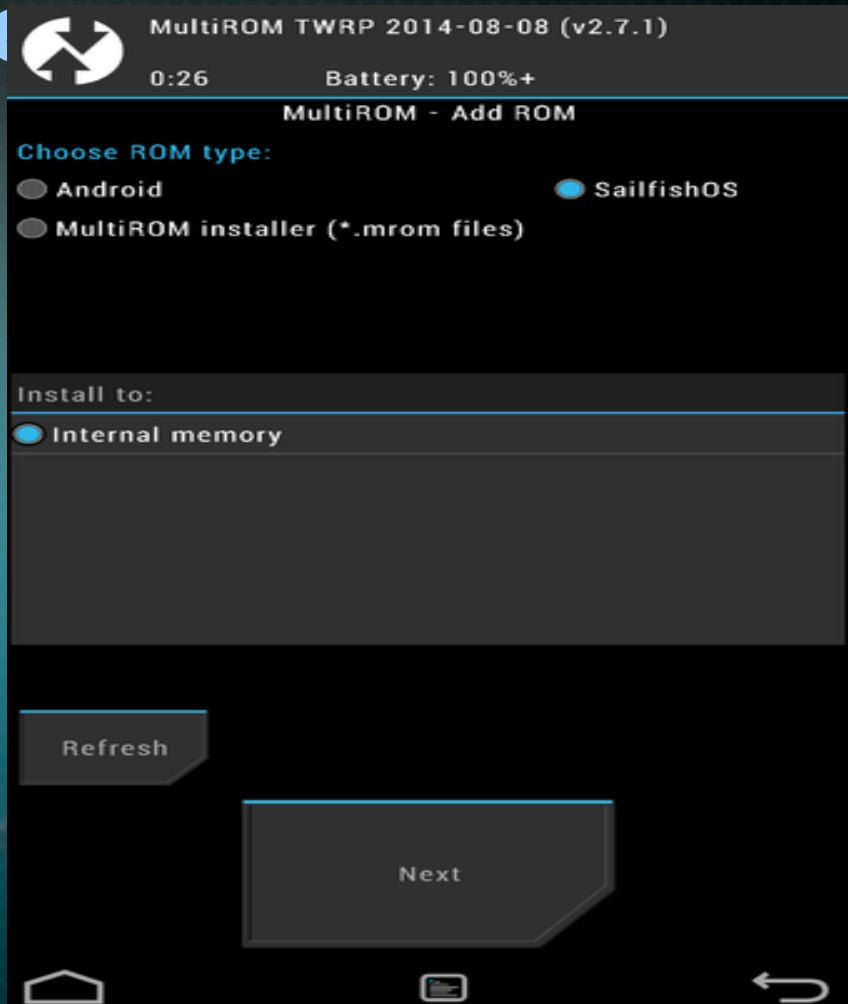 MultiROM TWRP 2014-08-08 (v2.7.1)
0:26 Battery: 100%+
MultiROM - Add ROM
Choose ROM type:
Android SailfishOS
MultiROM installer (*.mrom files)
Install to:
Internal memory
Refresh
Next